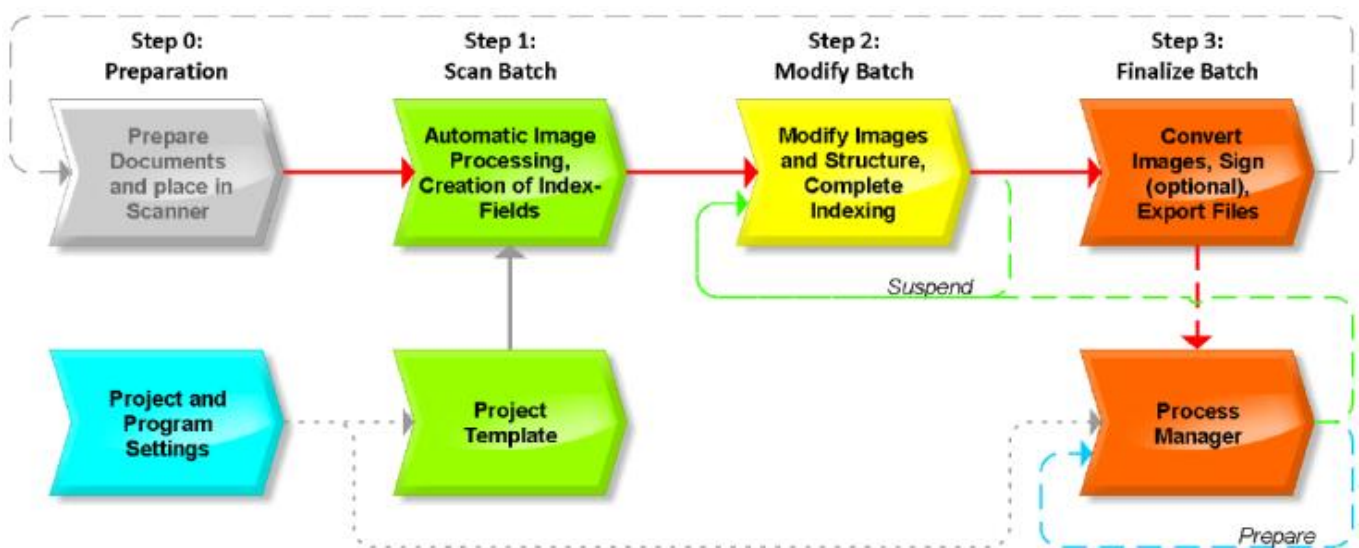 Step 0:
Preparation
Step 1:
Scan Batch
Step 2:
Modify Batch
Step 3:
Finalize Batch
Prepare
Documents
and place in
Scanner
Automatic Image
Processing,
Creation of Index-
Fields
Modify Images
and Structure,
Complete
Indexing
Convert
Images, Sign
(optional),
Export Files
Suspend
Project and
Program
Settings
Project
Template
Process
Manager
Prepare